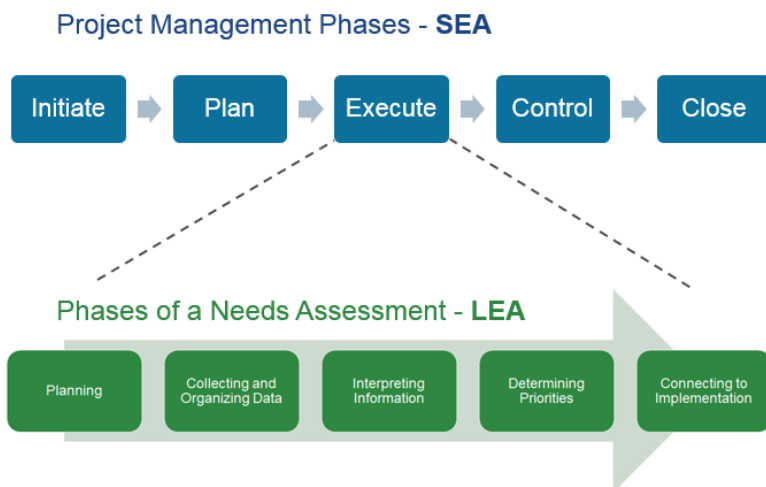 Project Management Phases - SEA
Initiate
Plan
Execute
Control
Close
Phases of a Needs Assessment - LEA
Planning
Collecting and
Organizing Data
Interpreting
Information
Determining
Priorities
Connecting to
Implementation